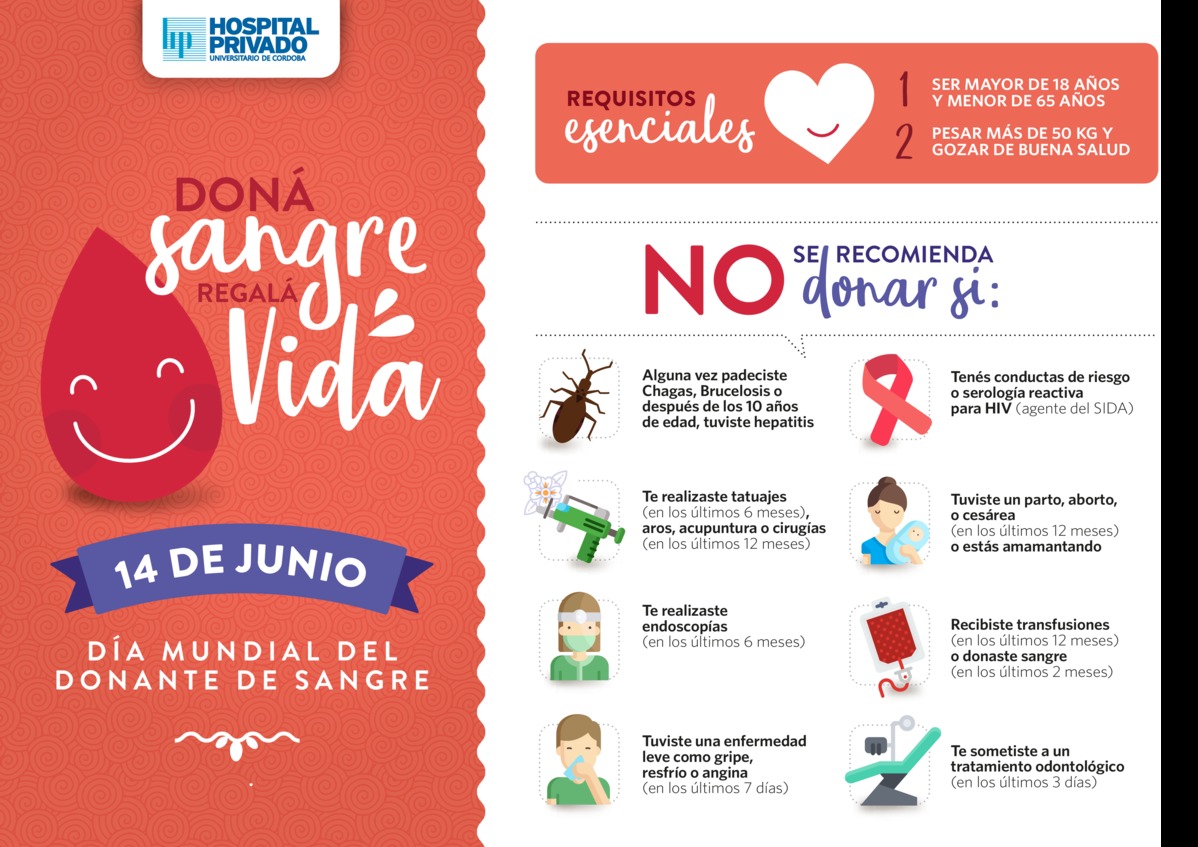 HOSPITAL
PRIVADO
UNIVERSITARIO DE CÓRDOBA
DONÁ
sangre
REGALÁ
Vida
14 DE JUNIO
DÍA MUNDIAL DEL
DONANTE DE SANGRE
REQUISITOS
esenciales
1 SER MAYOR DE 18 AÑOS
Y MENOR DE 65 AÑOS
2 PESAR MÁS DE 50 KG Y
GOZAR DE BUENA SALUD
NO SE RECOMIENDA
donar si:
Alguna vez padeciste
Chagas, Brucelosis o
después de los 10 años
de edad, tuviste hepatitis
Tenés conductas de riesgo
o serología reactiva
para HIV (agente del SIDA)
Te realizaste tatuajes
(en los últimos 6 meses),
aros, acupuntura o cirugías
(en los últimos 12 meses)
Tuviste un parto, aborto,
o cesárea
(en los últimos 12 meses)
o estás amamantando
Te realizaste
endoscopías
(en los últimos 6 meses)
Recibiste transfusiones
(en los últimos 12 meses)
o donaste sangre
(en los últimos 2 meses)
Tuviste una enfermedad
leve como gripe,
resfrío o angina
(en los últimos 7 días)
Te sometiste a un
tratamiento odontológico
(en los últimos 3 días)